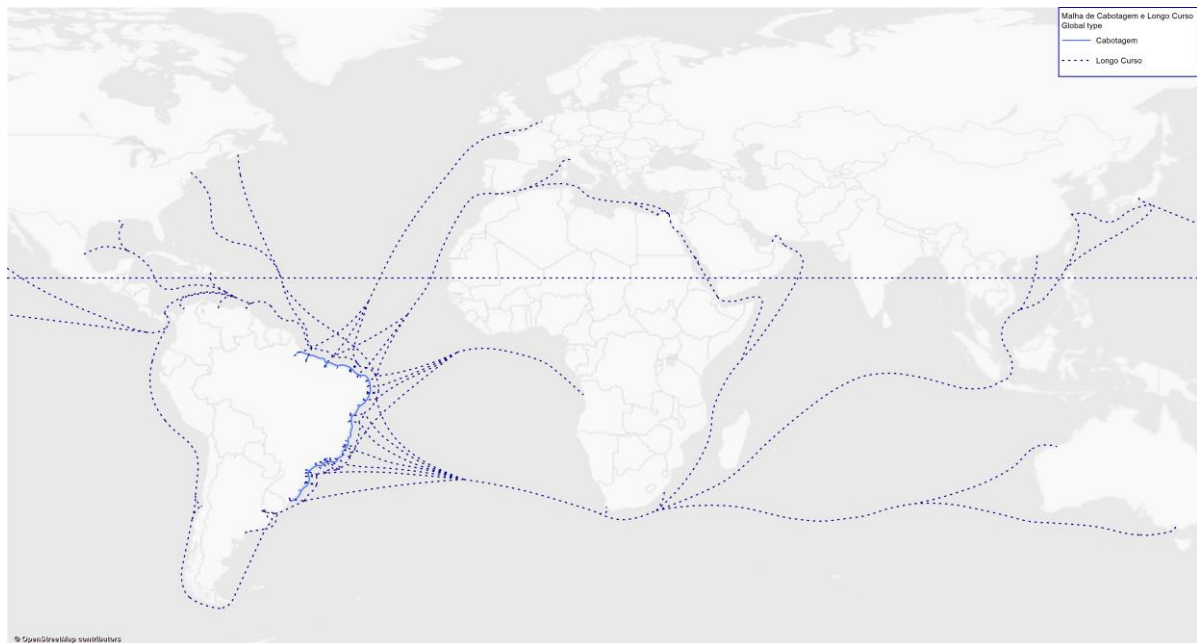 Malha de Cabotagem e Longo Curso
Global type
Cabotagem
Longo Curso
© OpenStreetMap contributors